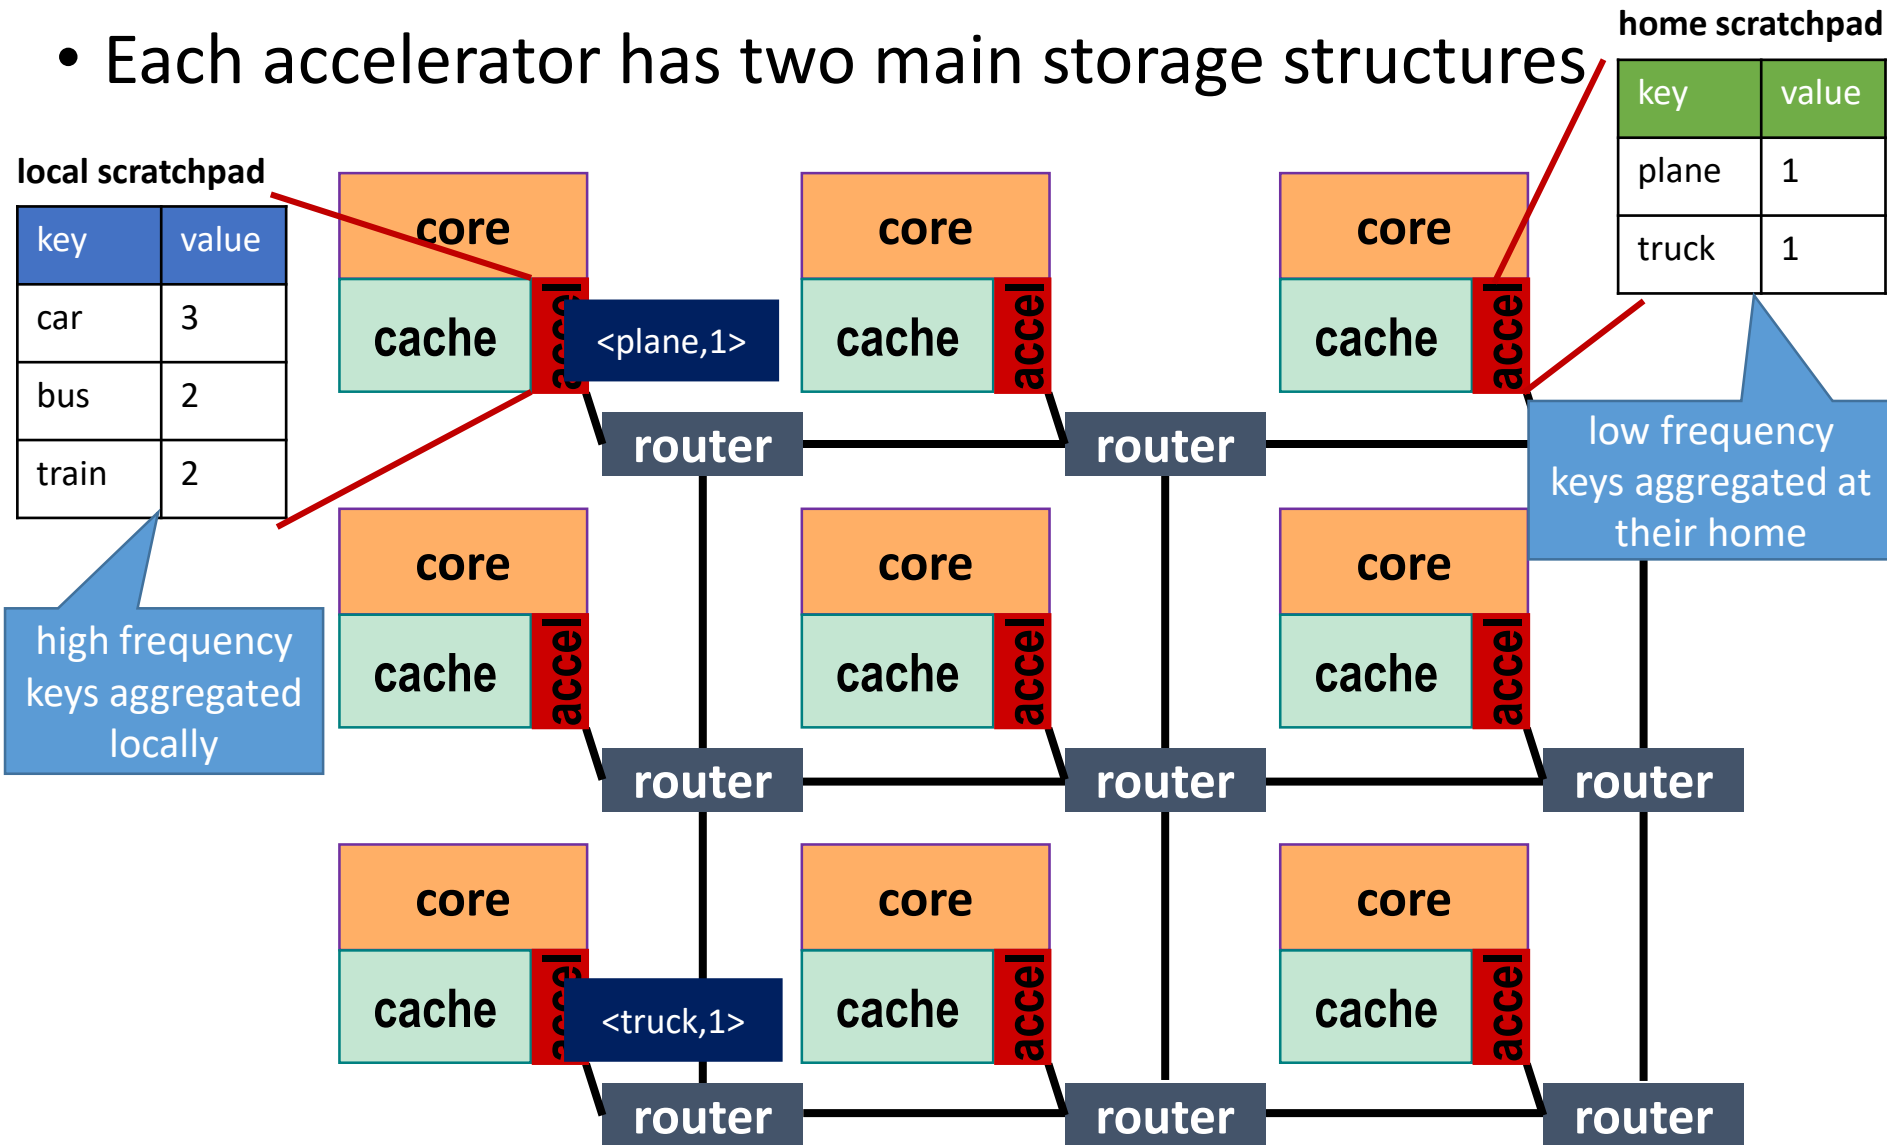 • Each accelerator has two main storage structures
home scratchpad
key value
plane 1
truck 1
local scratchpad
key value
car 3
bus 2
train 2
core core core
cache accel <plane,1> cache accel cache accel
router router
low frequency
keys aggregated at
their home
high frequency
keys aggregated
locally
core core core
cache accel cache accel cache accel
router router router
core core core
cache accel <truck,1> cache accel cache accel
router router router